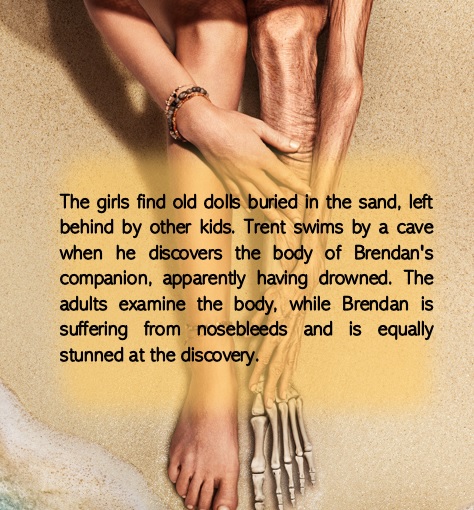 The girls find old dolls buried in the sand, left
behind by other kids. Trent swims by a cave
when he discovers the body of Brendan's
companion, apparently having drowned. The
adults examine the body, while Brendan is
suffering from nosebleeds and is equally
stunned at the discovery.